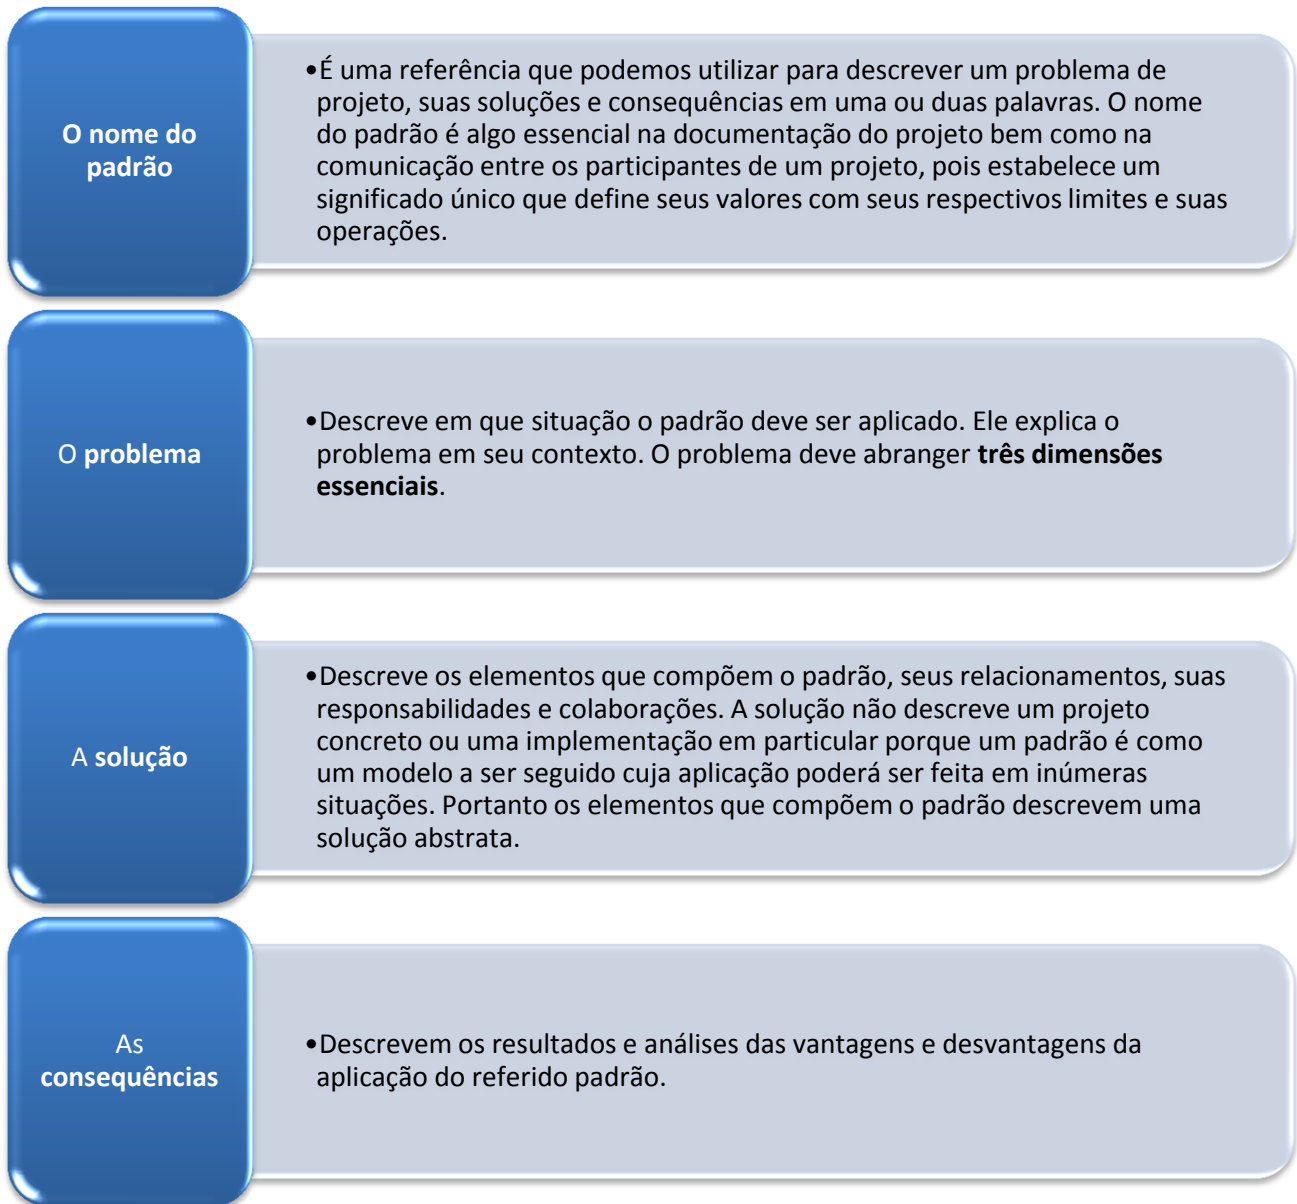 O nome do
padrão
•É uma referência que podemos utilizar para descrever um problema de
projeto, suas soluções e consequências em uma ou duas palavras. O nome
do padrão é algo essencial na documentação do projeto bem como na
comunicação entre os participantes de um projeto, pois estabelece um
significado único que define seus valores com seus respectivos limites e suas
operações.
O problema
•Descreve em que situação o padrão deve ser aplicado. Ele explica o
problema em seu contexto. O problema deve abranger três dimensões
essenciais.
A solução
•Descreve os elementos que compõem o padrão, seus relacionamentos, suas
responsabilidades e colaborações. A solução não descreve um projeto
concreto ou uma implementação em particular porque um padrão é como
um modelo a ser seguido cuja aplicação poderá ser feita em inúmeras
situações. Portanto os elementos que compõem o padrão descrevem uma
solução abstrata.
As
consequências
•Descrevem os resultados e análises das vantagens e desvantagens da
aplicação do referido padrão.